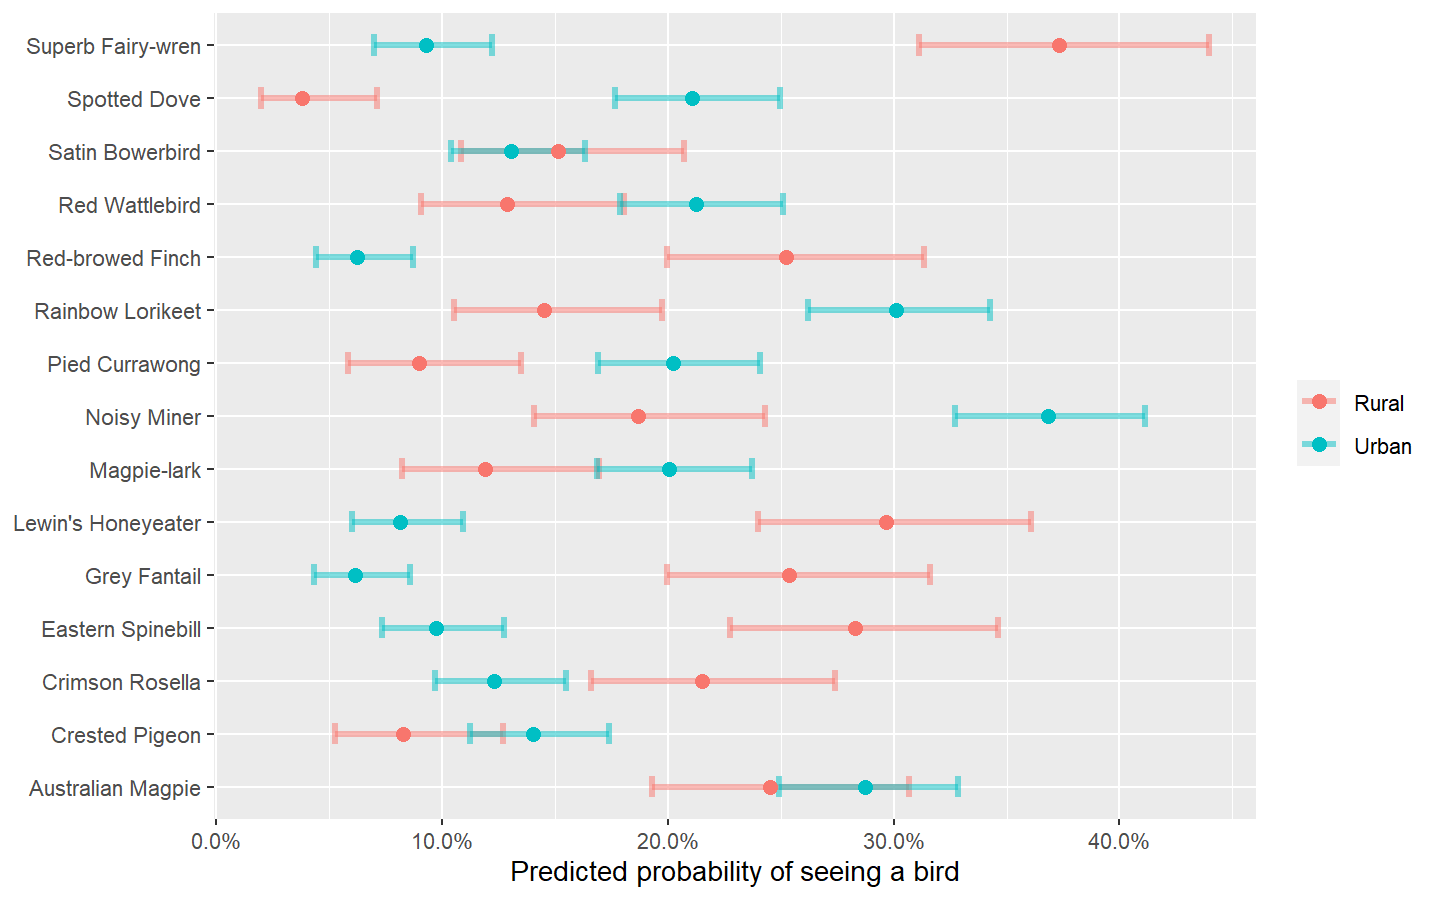 Superb Fairy-wren
Spotted Dove
Satin Bowerbird
Red Wattlebird
Red-browed Finch
Rainbow Lorikeet
Pied Currawong
Noisy Miner
Magpie-lark
Lewin's Honeyeater
Grey Fantail
Eastern Spinebill
Crimson Rosella
Crested Pigeon
Australian Magpie
0.0% 10.0% 20.0% 30.0% 40.0%
Predicted probability of seeing a bird
Rural
Urban